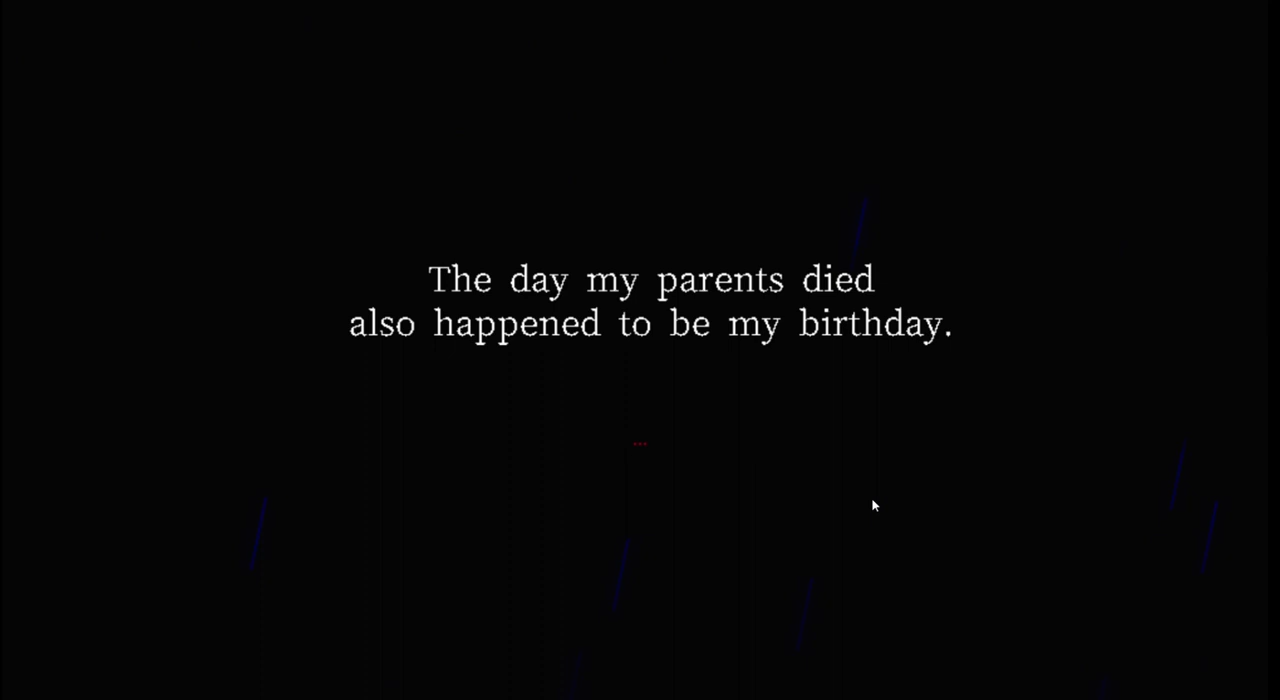 The day my parents died
also happened to be my birthday.
...